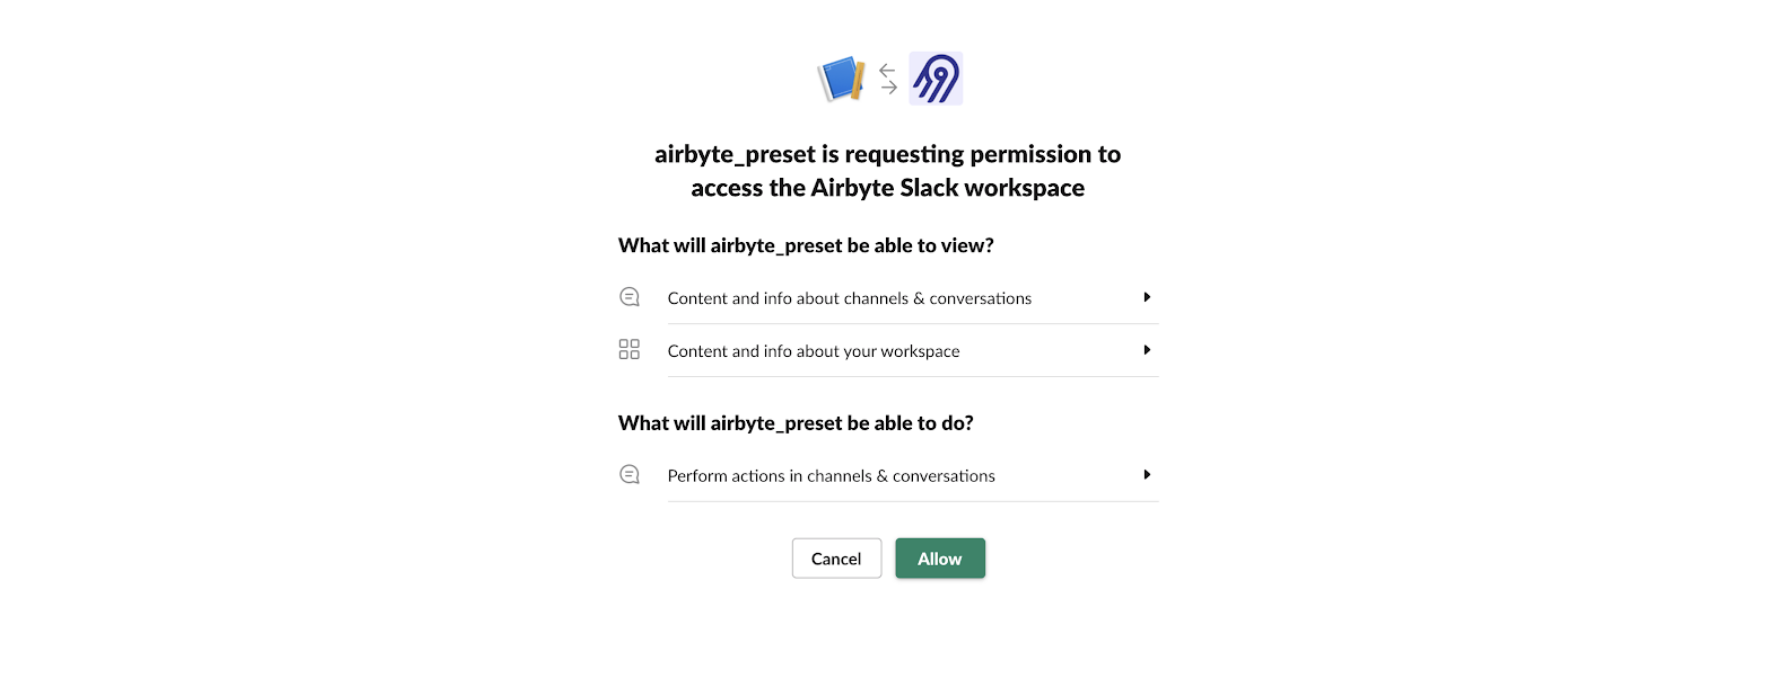 airbyte_preset is requesting permission to
access the Airbyte Slack workspace
What will airbyte_preset be able to view?
Content and info about channels & conversations
Content and info about your workspace
What will airbyte_preset be able to do?
Perform actions in channels & conversations
Cancel
Allow